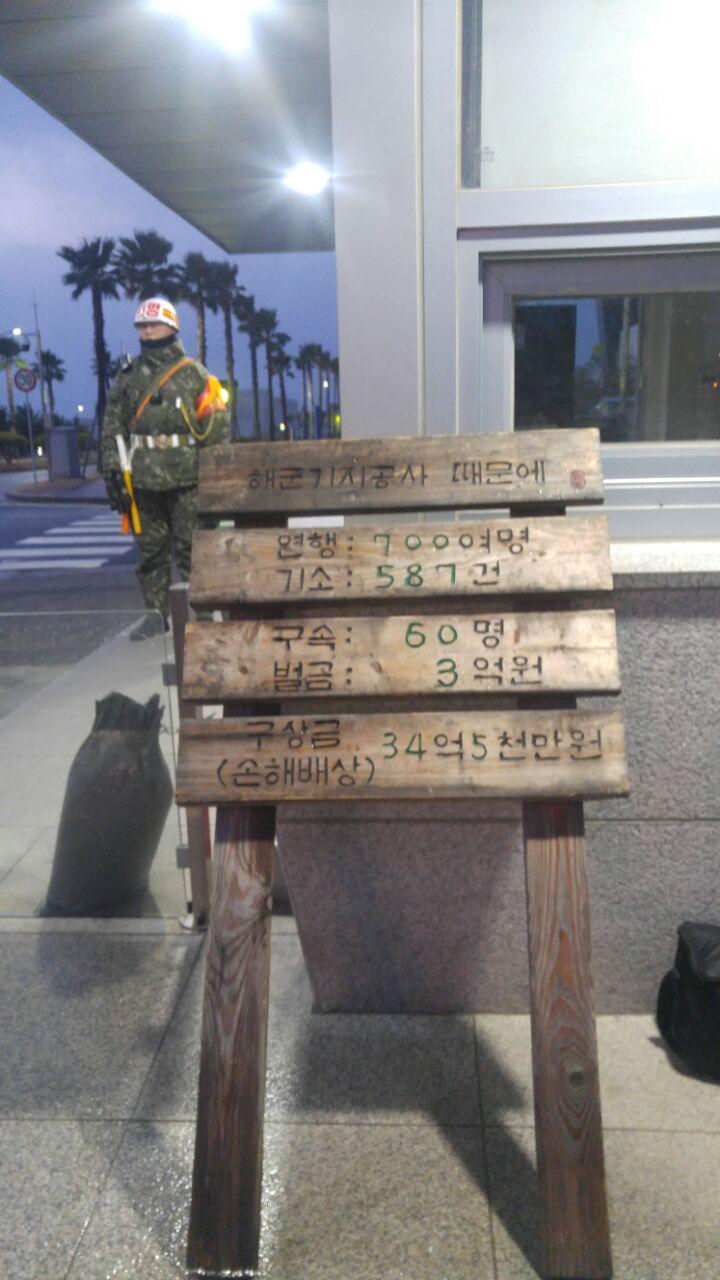 해군기지공사 때문에
연행: 700여명
기소: 587건
구속: 60명
벌금: 3억원
구상금 34억5천만원
(손해배상)
50